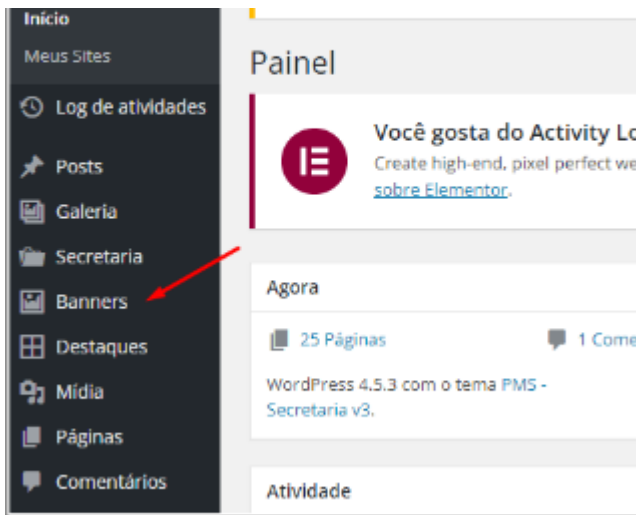 Início
Meus Sites
Log de atividades
Posts
Galeria
Secretaria
Banners
Destaques
Mídia
Páginas
Comentários
Painel
Você gosta do Activity Lo
Create high-end, pixel perfect we
sobre Elementor.
Agora
25 Páginas
1 Come
WordPress 4.5.3 com o tema PMS -
Secretaria v3.
Atividade